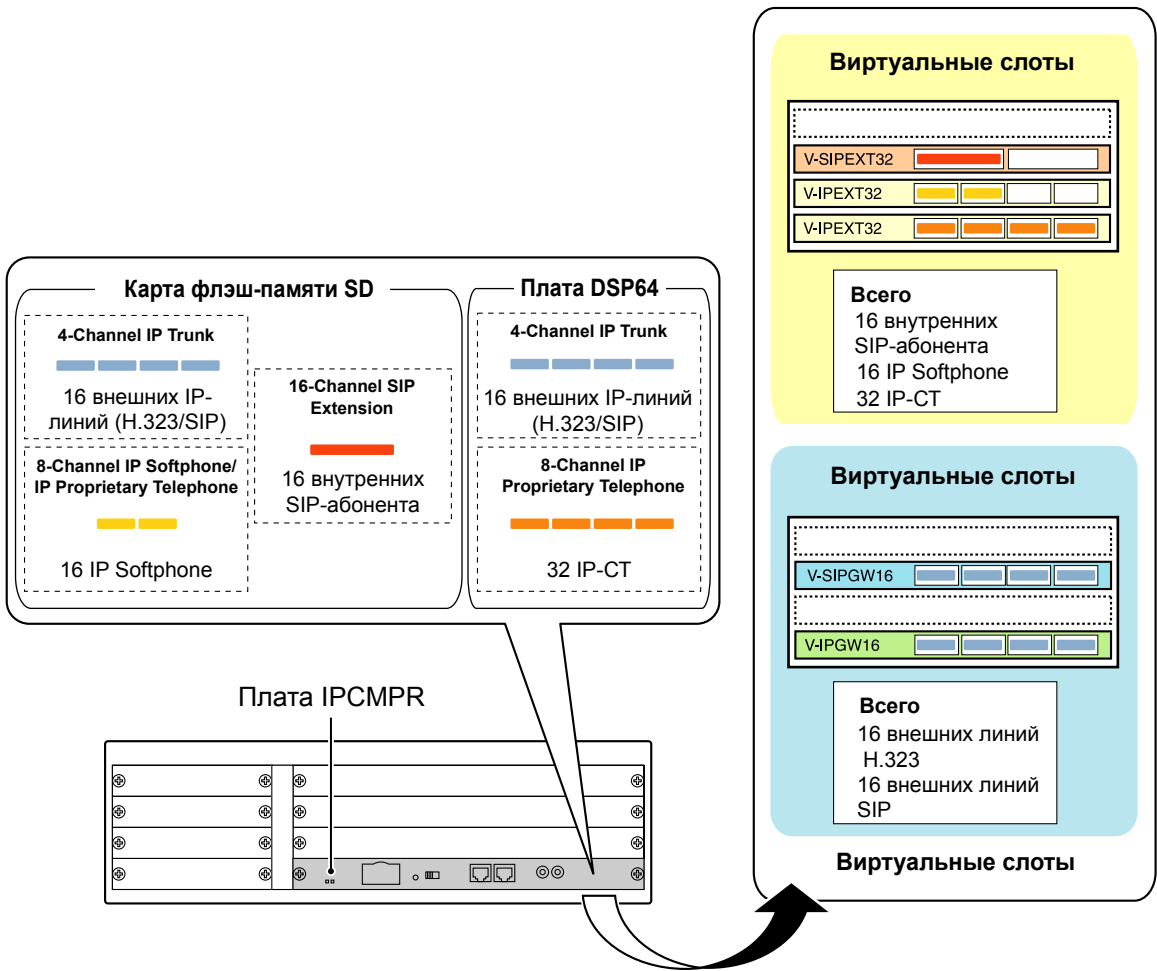 Карта флэш-памяти SD
4-Channel IP Trunk
16 внешних IP-
линий (H.323/SIP)
8-Channel IP Softphone/
IP Proprietary Telephone
16 IP Softphone
16-Channel SIP
Extension
16 внутренних
SIP-абонента
Плата DSP64
4-Channel IP Trunk
16 внешних IP-линий
(H.323/SIP)
8-Channel IP
Proprietary Telephone
32 IP-СТ
Плата IPCMPR
Виртуальные слоты
V-SIPEXT32
V-IPEXT32
V-IPEXT32
Всего
16 внутренних
SIP-абонента
16 IP Softphone
32 IP-СТ
Виртуальные слоты
V-SIPGW16
V-IPGW16
Всего
16 внешних линий
H.323
16 внешних линий
SIP
Виртуальные слоты